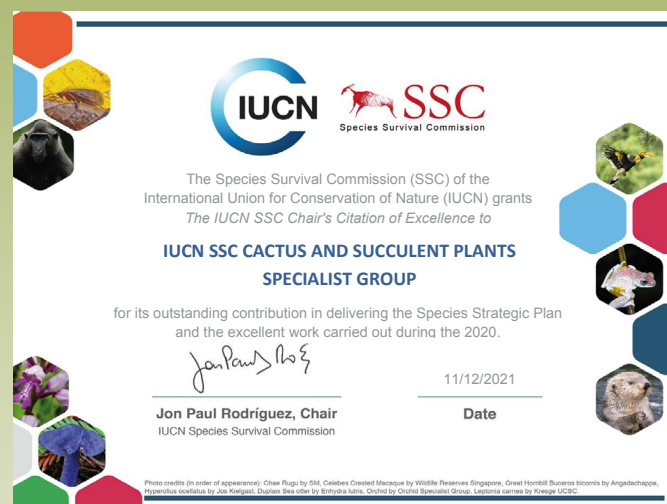 IUCN
SSC
Species Survival Commission
The Species Survival Commission (SSC) of the
International Union for Conservation of Nature (IUCN) grants
The IUCN SSC Chair's Citation of Excellence to
IUCN SSC CACTUS AND SUCCULENT PLANTS
SPECIALIST GROUP
for its outstanding contribution in delivering the Species Strategic Plan
and the excellent work carried out during the 2020.
11/12/2021
Jon Paul Rodríguez, Chair
Date
IUCN Species Survival Commission
Photo credits (in order of appearance): Chae Rugu by SM, Celebes Crested Macaque by Wildlife Reserves Singapore, Great Hornbill Buceros bicornis by Angadachappa,
Hyperolius ocellatus by Jos Kielgast, Duplaix Sea otter by Enhydra lutris, Orchid by Orchid Specialist Group, Leptonia carnea by Kresge UCSC.